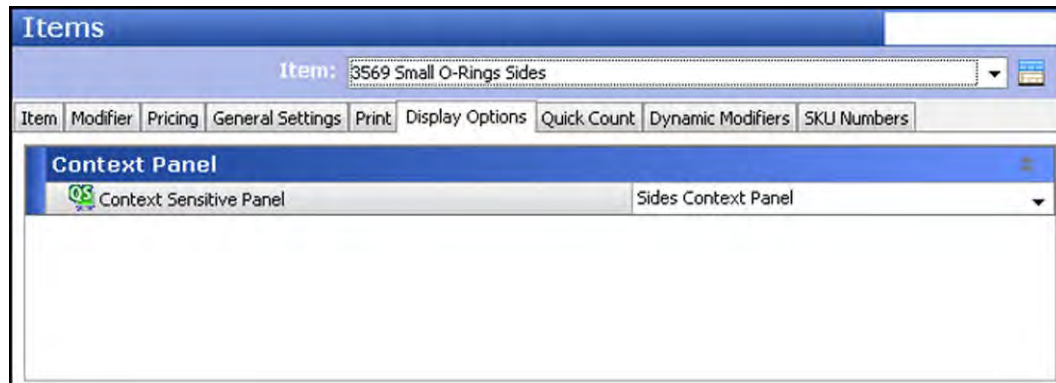 Items
Item: 3569 Small O-Rings Sides
Item Modifier Pricing General Settings Print Display Options Quick Count Dynamic Modifiers SKU Numbers
Context Panel
QS Context Sensitive Panel Sides Context Panel